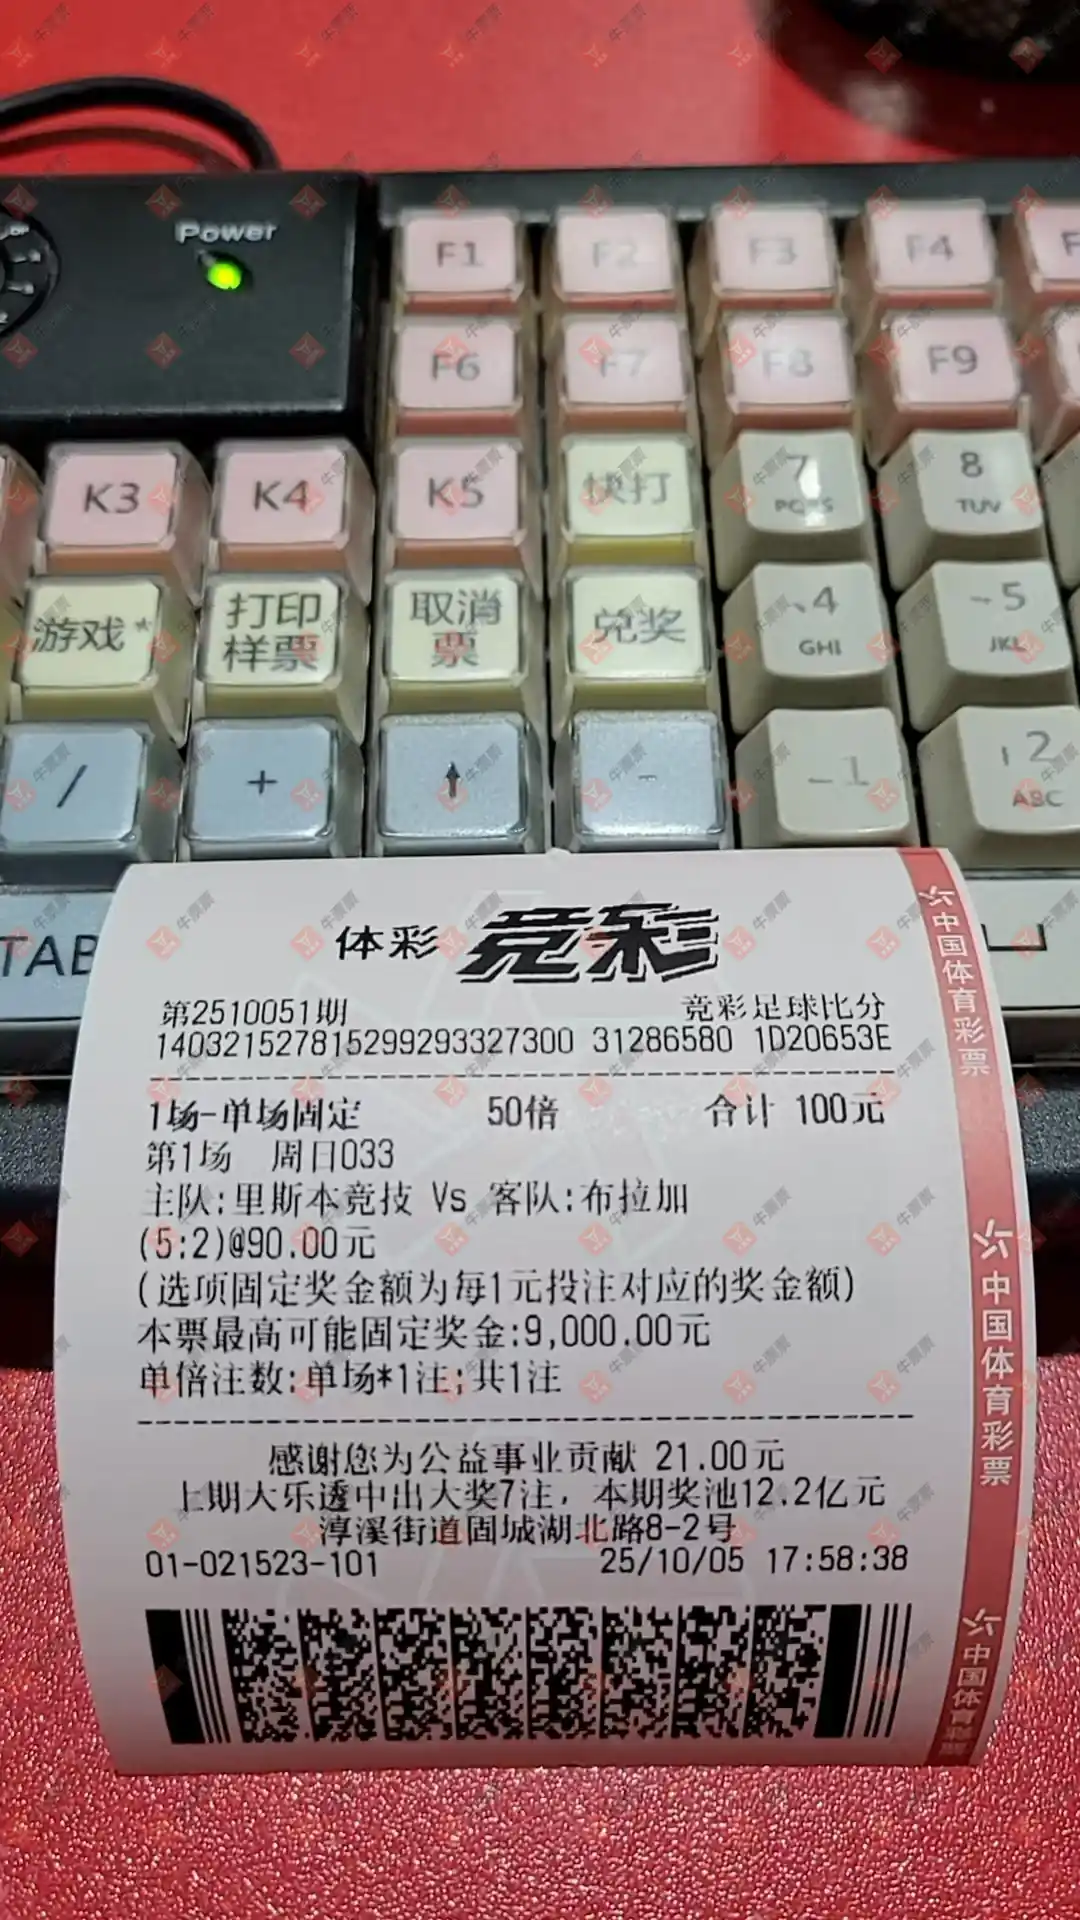 Power
F1 F2 F3 F4 F
F6 F7 F8 F9
K3 K4 K5 快打 7 PQRS 8 TUV
游戏* 打印样票 取消票 兑奖 4 GHI 5 JKL
/ + ↑ - 1 2 ABC
TAB
体彩 竞彩
第2510051期 竞彩足球比分
140321527815299293327300 31286580 1D20653E
1场-单场固定 50倍 合计 100元
第1场 周日033
主队:里斯本竞技 Vs 客队:布拉加
(5:2)@90.00元
(选项固定奖金额为每1元投注对应的奖金额)
本票最高可能固定奖金:9,000.00元
单倍注数:单场*1注;共1注
感谢您为公益事业贡献 21.00元
上期大乐透中出大奖7注，本期奖池12.2亿元
淳溪街道固城湖北路8-2号
01-021523-101 25/10/05 17:58:38
中国体育彩票
中国体育彩票
中国体育彩票
牛票票